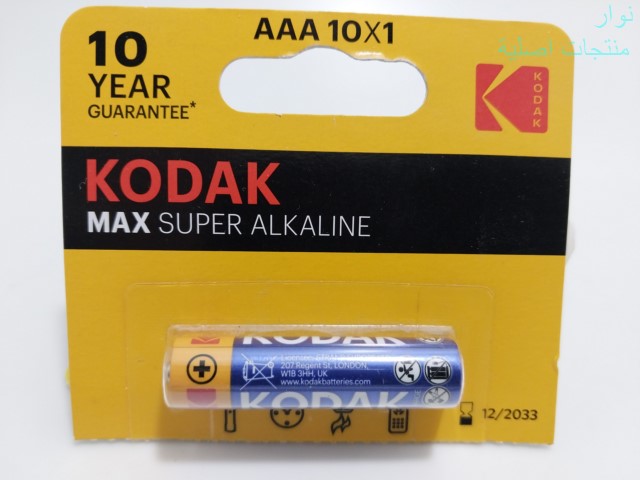 AAA 10X1
نوار
منتجات اصلية
10
YEAR
GUARANTEE*
KODAK
KODAK
MAX SUPER ALKALINE
KODAK
207, Regent St, LONDON,
W1B 3HH, UK
www.kodakbatteries.com
KODAK
12/2033